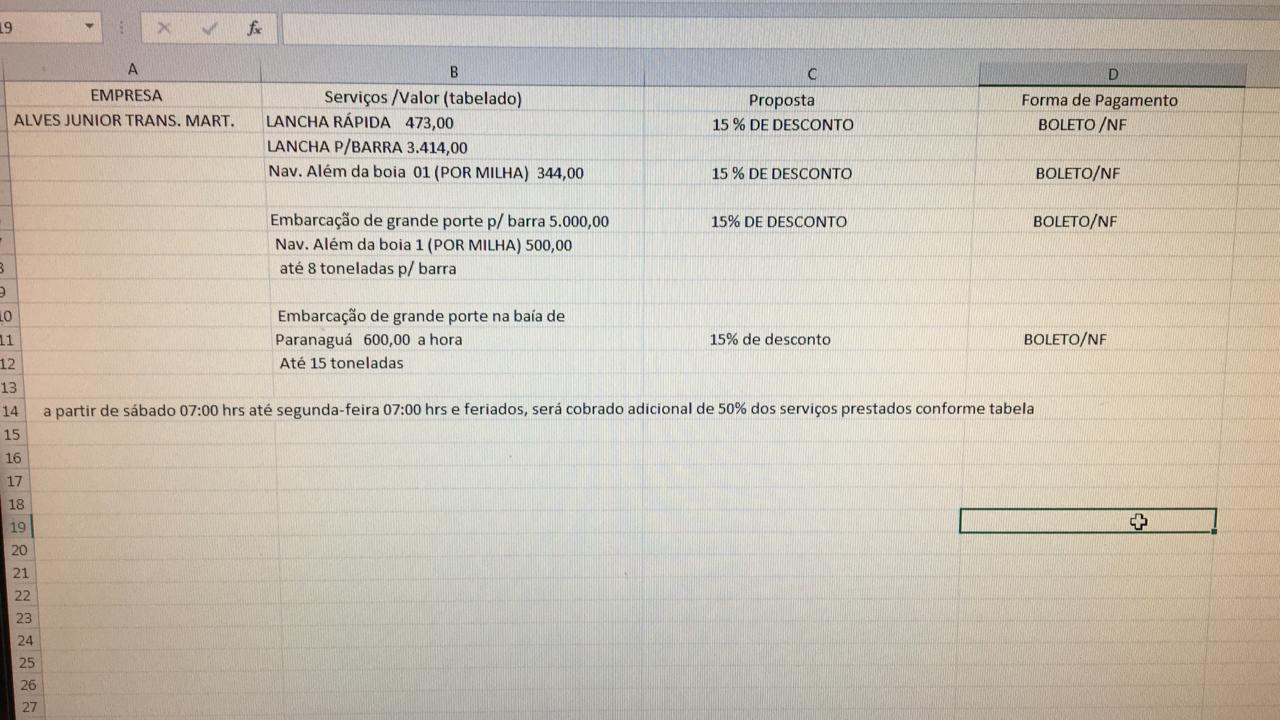 19
fx
A B C D
EMPRESA Serviços /Valor (tabelado) Proposta Forma de Pagamento
ALVES JUNIOR TRANS. MART. LANCHA RÁPIDA 473,00 15 % DE DESCONTO BOLETO /NF
LANCHA P/BARRA 3.414,00
Nav. Além da boia 01 (POR MILHA) 344,00 15 % DE DESCONTO BOLETO/NF
Embarcação de grande porte p/ barra 5.000,00 15% DE DESCONTO BOLETO/NF
Nav. Além da boia 1 (POR MILHA) 500,00
8 até 8 toneladas p/ barra
9
10 Embarcação de grande porte na baía de
11 Paranaguá 600,00 a hora 15% de desconto BOLETO/NF
12 Até 15 toneladas
13
14 a partir de sábado 07:00 hrs até segunda-feira 07:00 hrs e feriados, será cobrado adicional de 50% dos serviços prestados conforme tabela
15
16
17
18
19
20
21
22
23
24
25
26
27